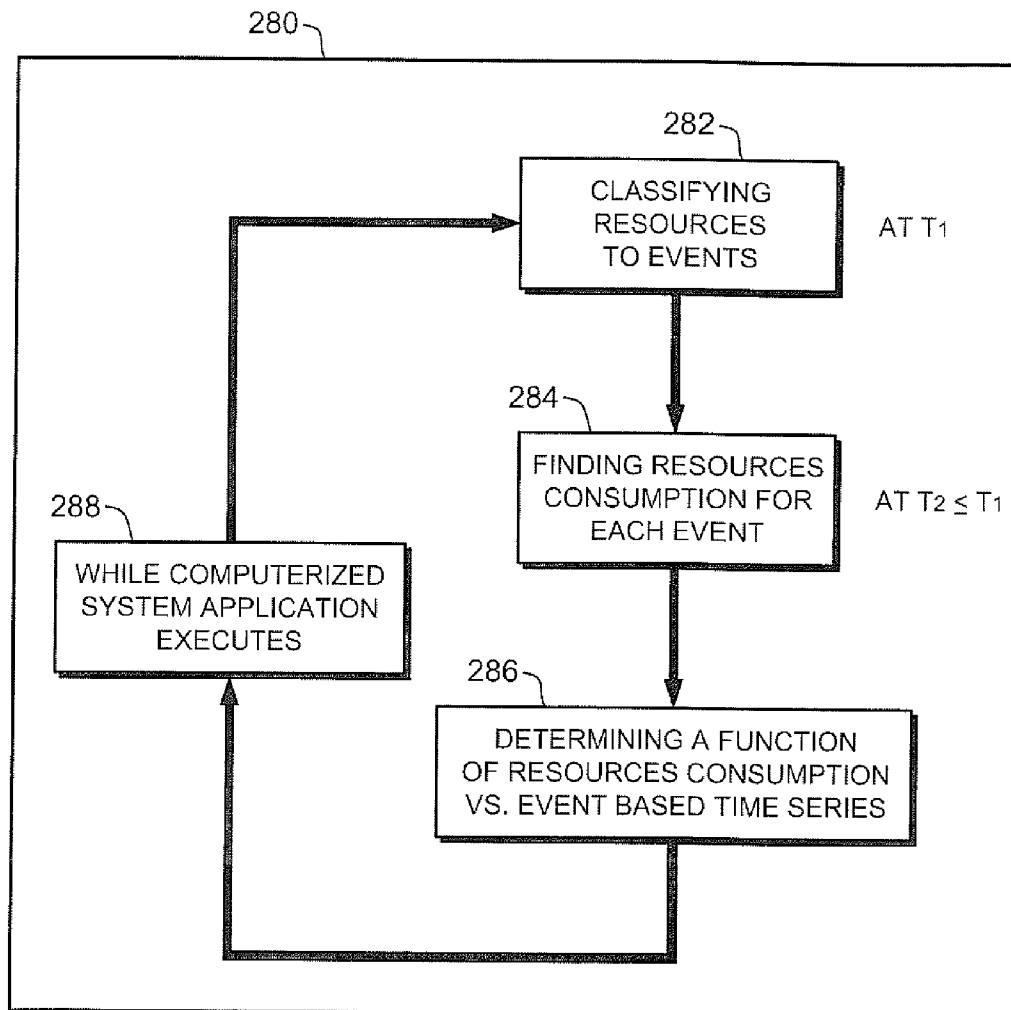 280
282
CLASSIFYING
RESOURCES
TO EVENTS
AT T1
284
FINDING RESOURCES
CONSUMPTION FOR
EACH EVENT
AT T2 ≤ T1
288
WHILE COMPUTERIZED
SYSTEM APPLICATION
EXECUTES
286
DETERMINING A FUNCTION
OF RESOURCES CONSUMPTION
VS. EVENT BASED TIME SERIES